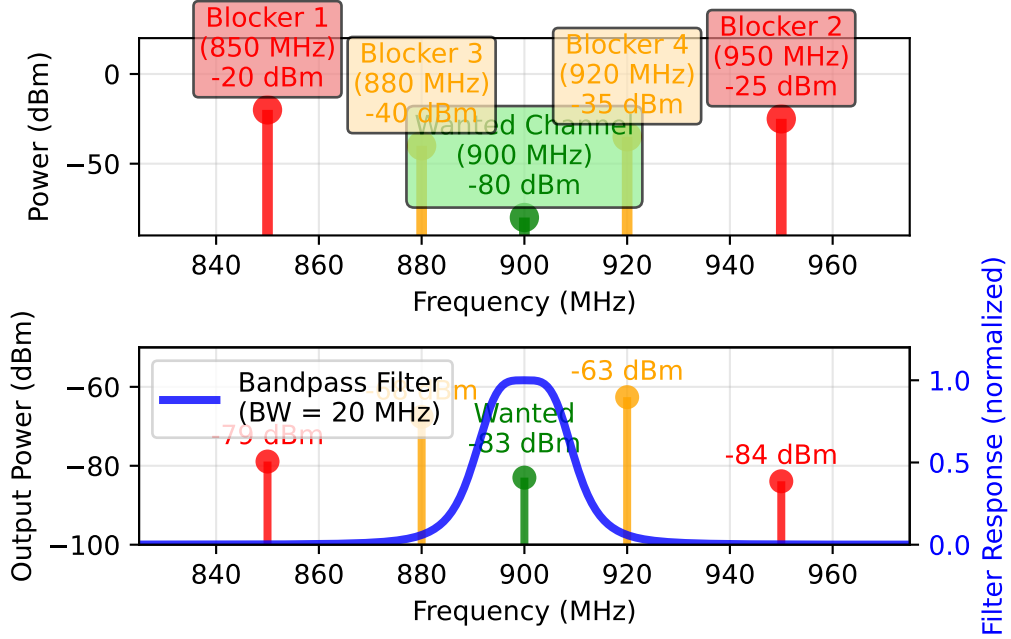 Blocker 1
(850 MHz)
-20 dBm
Blocker 3
(880 MHz)
-40 dBm
Blocker 4
(920 MHz)
-35 dBm
Blocker 2
(950 MHz)
-25 dBm
Wanted Channel
(900 MHz)
-80 dBm
Power (dBm)
0
−50
840
860
880
900
920
940
960
Frequency (MHz)
Output Power (dBm)
−60
−80
−100
Bandpass Filter
(BW = 20 MHz)
-79 dBm
Wanted
-83 dBm
-63 dBm
-84 dBm
1.0
0.5
0.0
Filter Response (normalized)
840
860
880
900
920
940
960
Frequency (MHz)